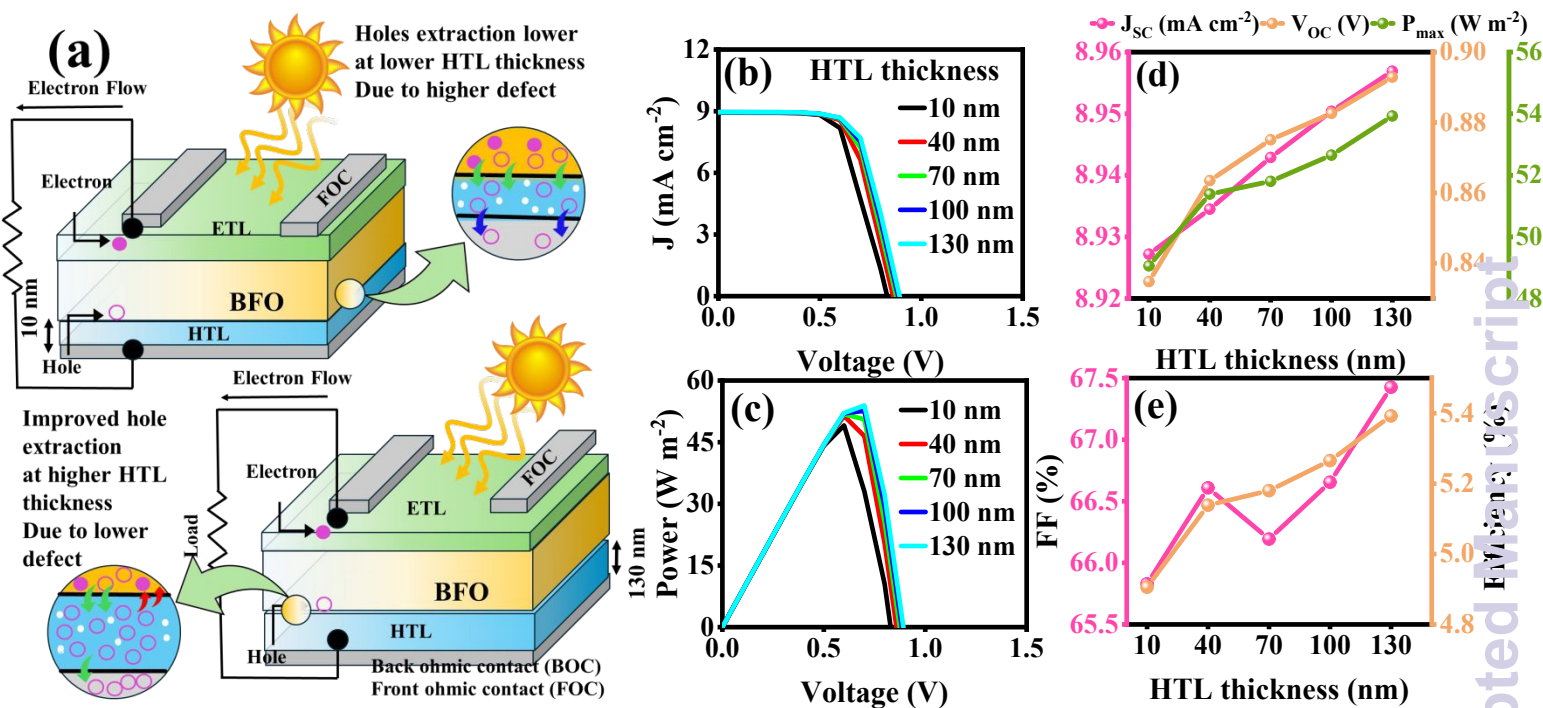 (a)
Holes extraction lower
at lower HTL thickness
Due to higher defect
Electron Flow
Electron
FOC
ETL
BFO
10 nm
HTL
Hole
Electron Flow
Improved hole
extraction
at higher HTL
thickness
Due to lower
defect
Electron
FOC
ETL
Load
BFO
130 nm
HTL
Hole
Back ohmic contact (BOC)
Front ohmic contact (FOC)
(b)
HTL thickness
10 nm
40 nm
70 nm
100 nm
130 nm
12
9
6
3
0
J (mA cm⁻²)
0.0 0.5 1.0 1.5
Voltage (V)
(c)
10 nm
40 nm
70 nm
100 nm
130 nm
60
45
30
15
0
Power (W m⁻²)
0.0 0.5 1.0 1.5
Voltage (V)
J_SC (mA cm⁻²) V_OC (V) P_max (W m⁻²)
(d)
8.96
8.95
8.94
8.93
8.92
0.90
0.88
0.86
0.84
56
54
52
50
48
10 40 70 100 130
HTL thickness (nm)
(e)
67.5
67.0
66.5
66.0
65.5
FF (%)
5.4
5.2
5.0
4.8
Efficiency (%)
10 40 70 100 130
HTL thickness (nm)
pted Manuscript